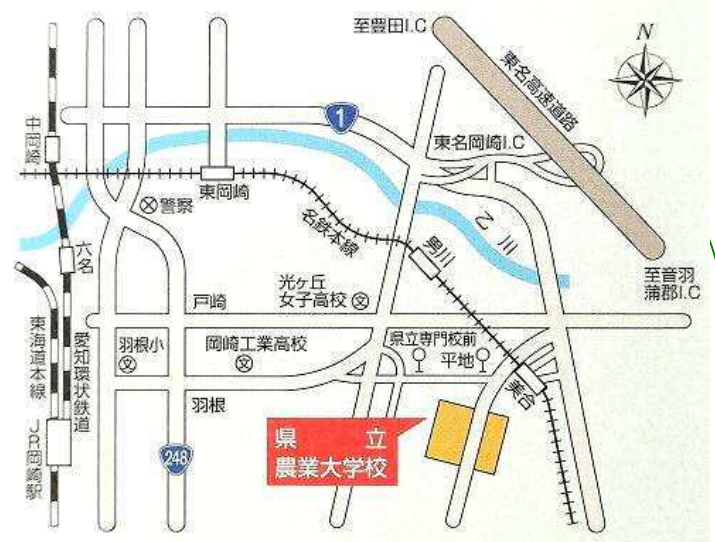 至豊田I.C
N
東名高速道路
1
中岡崎
東名岡崎I.C
東岡崎
警察
乙川
名鉄本線
男川
六名
至音羽
蒲郡I.C
光ヶ丘
女子高校
文
戸崎
東海道本線
愛知環状鉄道
羽根小
文
岡崎工業高校
文
県立専門校前
平地
美合
羽根
県立
農業大学校
248
JR岡崎駅